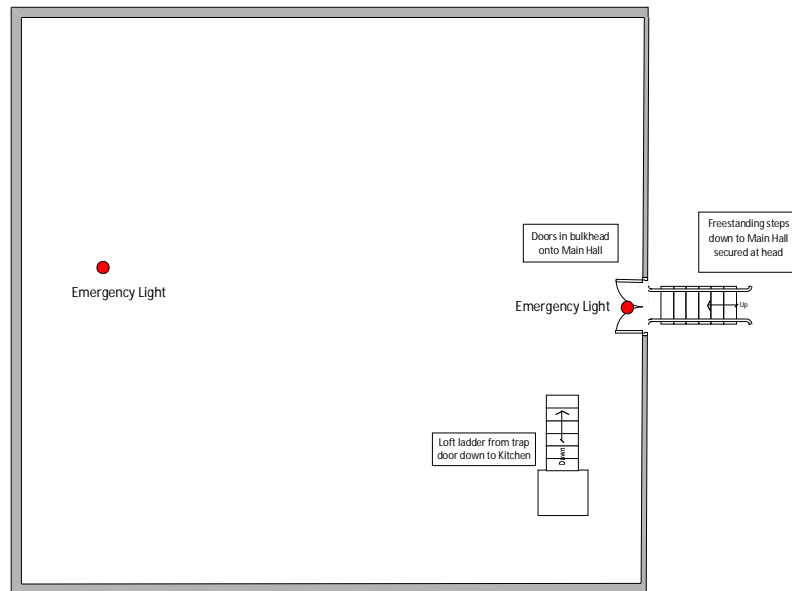 Freestanding steps
down to Main Hall
secured at head
Doors in bulkhead
onto Main Hall
Emergency Light
Emergency Light
Up
Loft ladder from trap
door down to Kitchen
Down